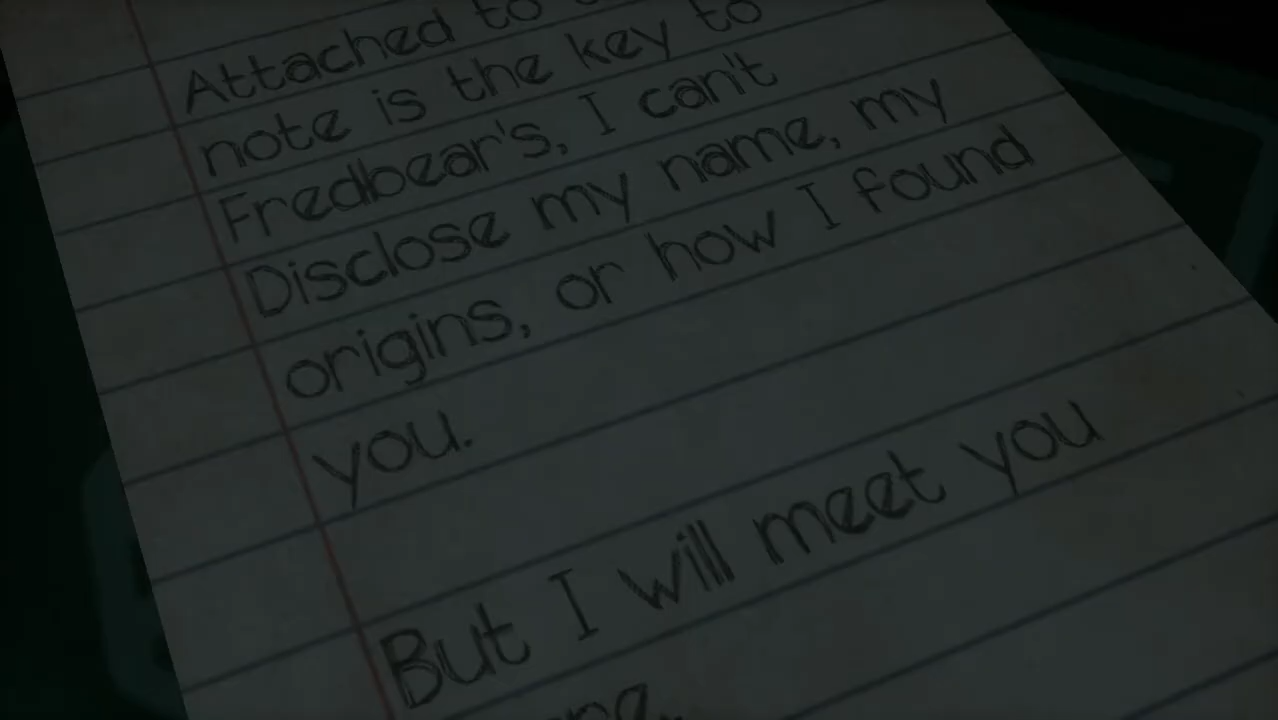 Attached to
note is the key to
Fredbear's, I can't
Disclose my name, my
origins, or how I found
you.
But I will meet you